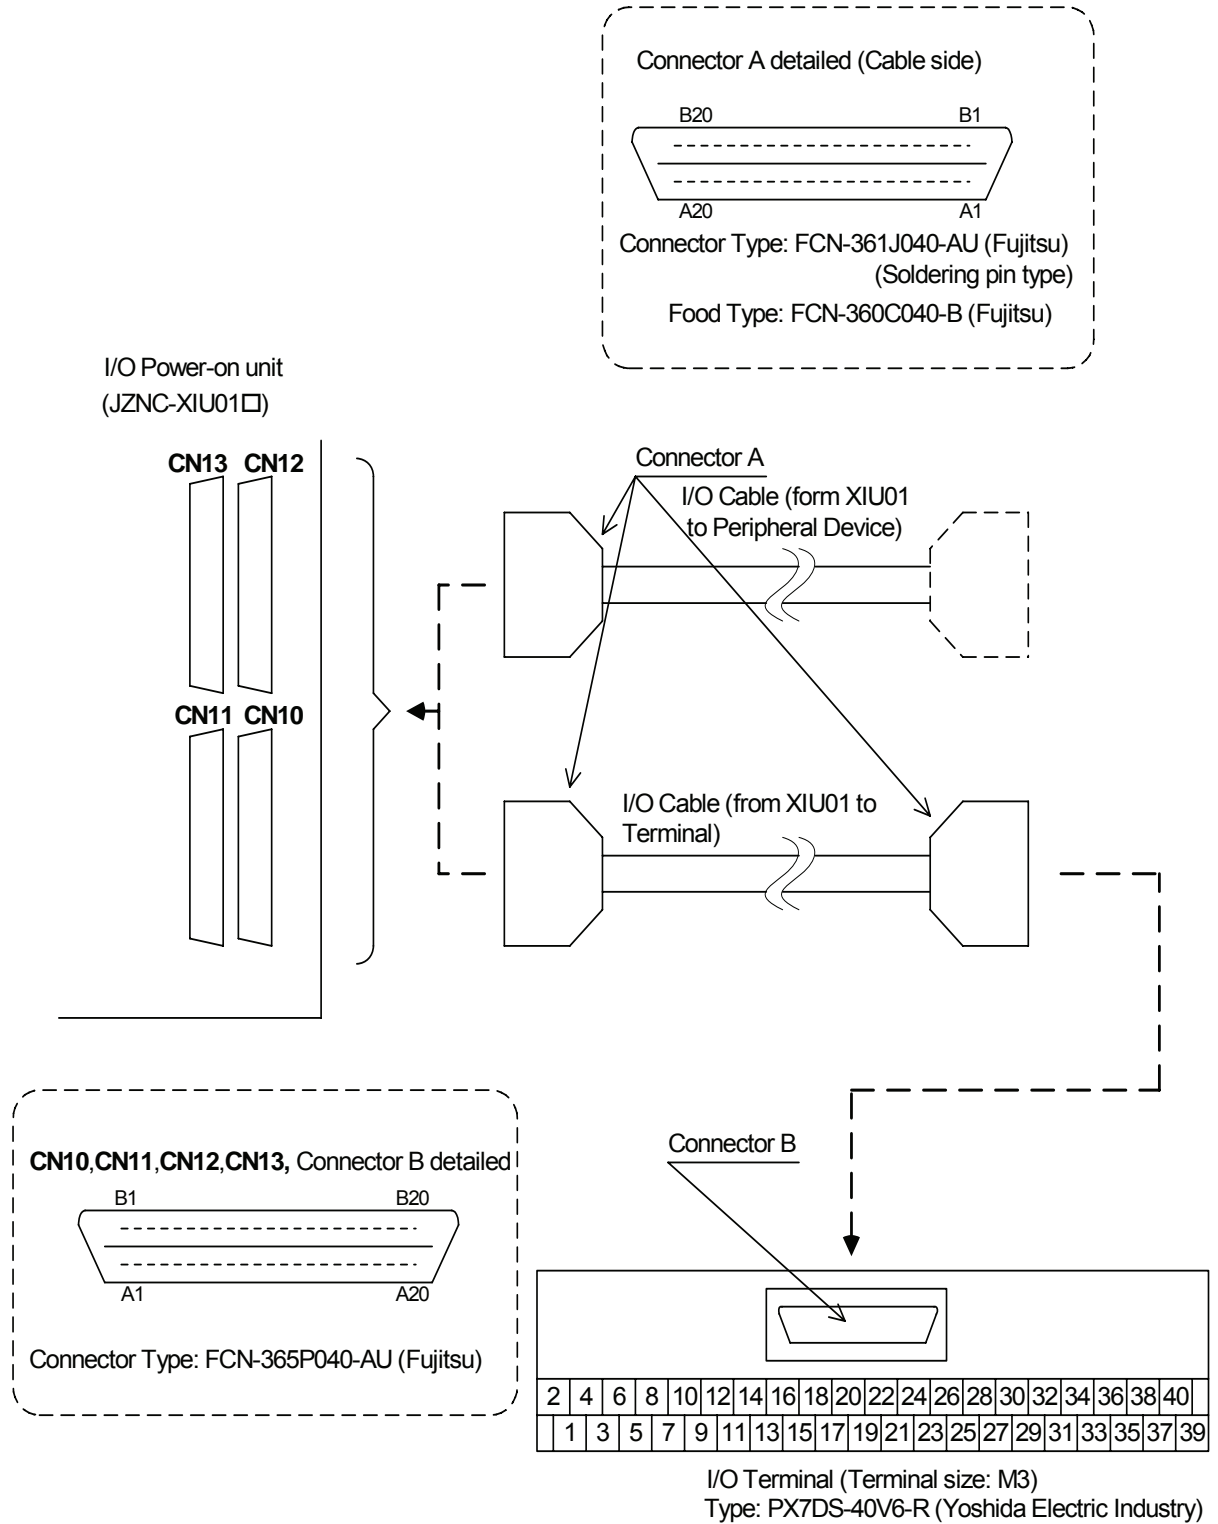 Connector A detailed (Cable side)
B20 B1
A20 A1
Connector Type: FCN-361J040-AU (Fujitsu)
(Soldering pin type)
Food Type: FCN-360C040-B (Fujitsu)
I/O Power-on unit
(JZNC-XIU01□)
CN13 CN12
Connector A
I/O Cable (form XIU01
to Peripheral Device)
CN11 CN10
I/O Cable (from XIU01 to
Terminal)
CN10,CN11,CN12,CN13, Connector B detailed
B1 B20
A1 A20
Connector Type: FCN-365P040-AU (Fujitsu)
Connector B
2 4 6 8 10 12 14 16 18 20 22 24 26 28 30 32 34 36 38 40
1 3 5 7 9 11 13 15 17 19 21 23 25 27 29 31 33 35 37 39
I/O Terminal (Terminal size: M3)
Type: PX7DS-40V6-R (Yoshida Electric Industry)